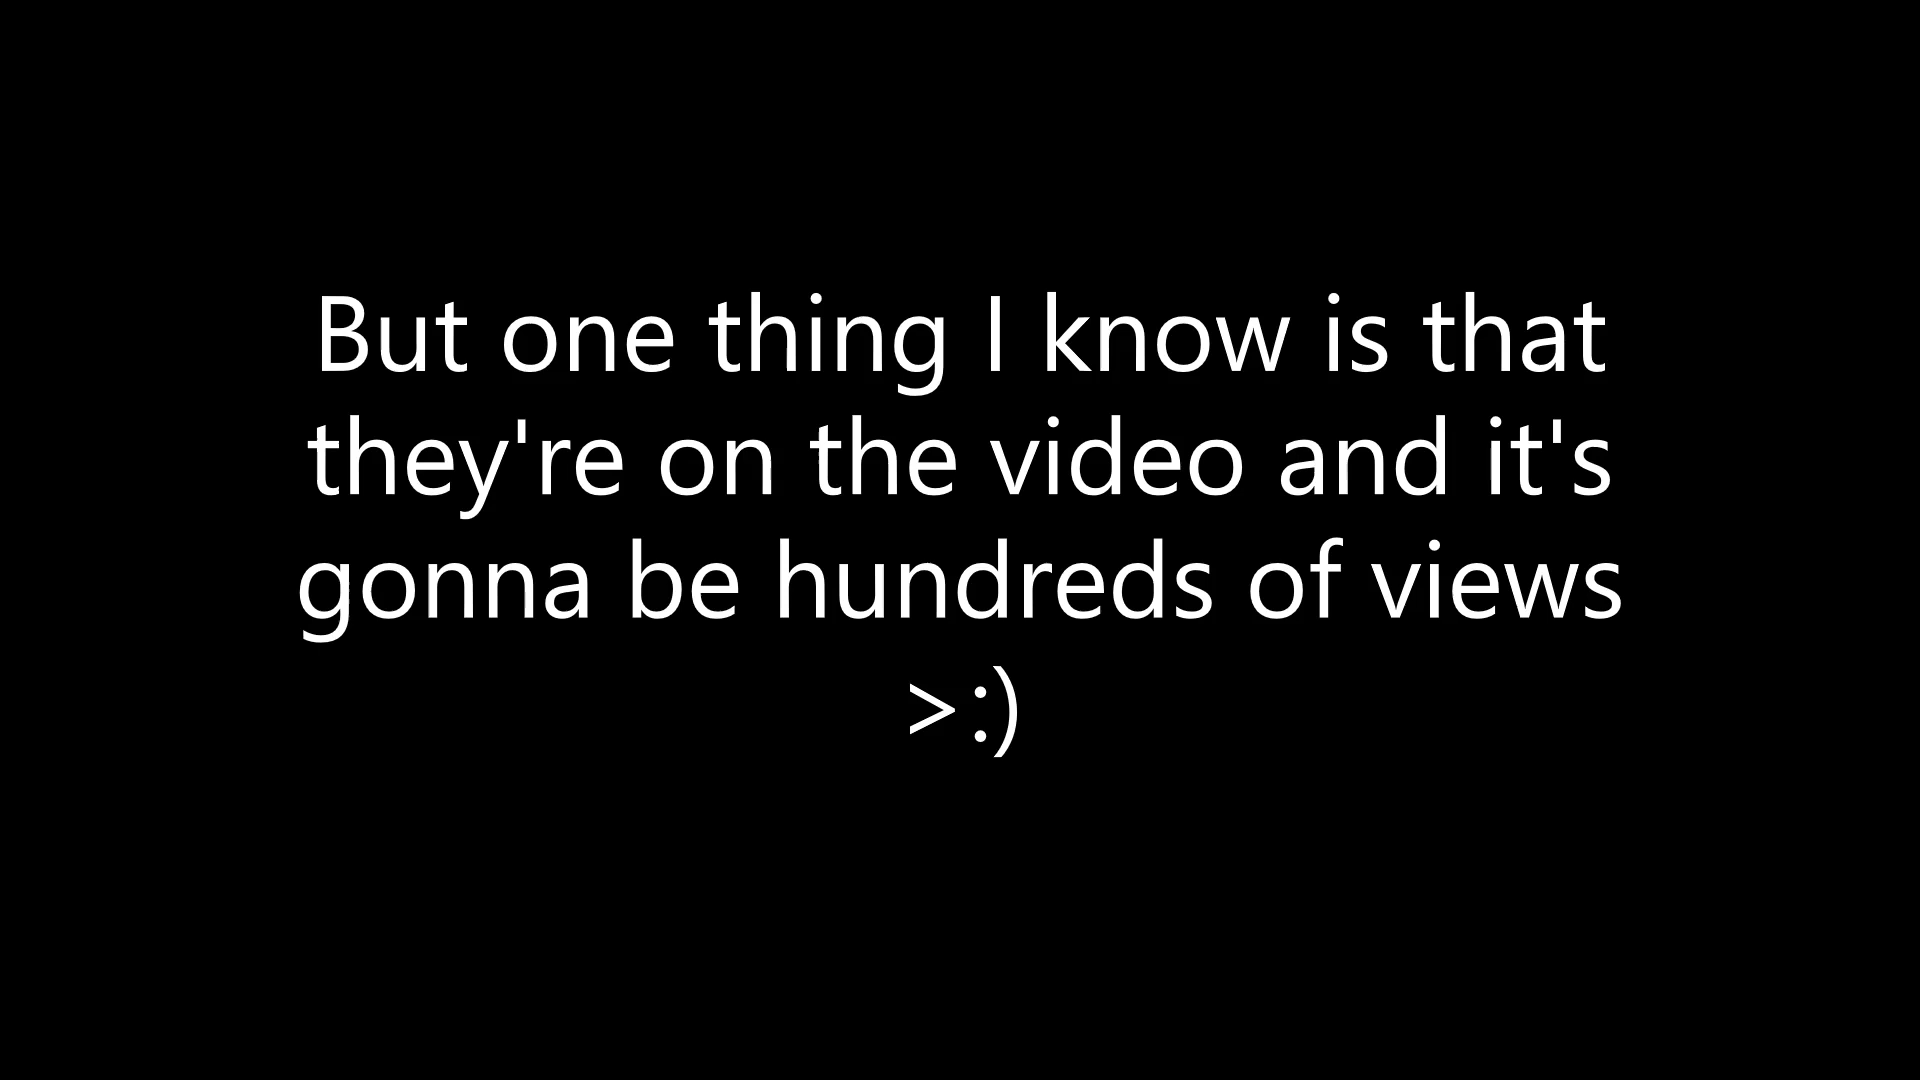 But one thing I know is that
they're on the video and it's
gonna be hundreds of views
>:)